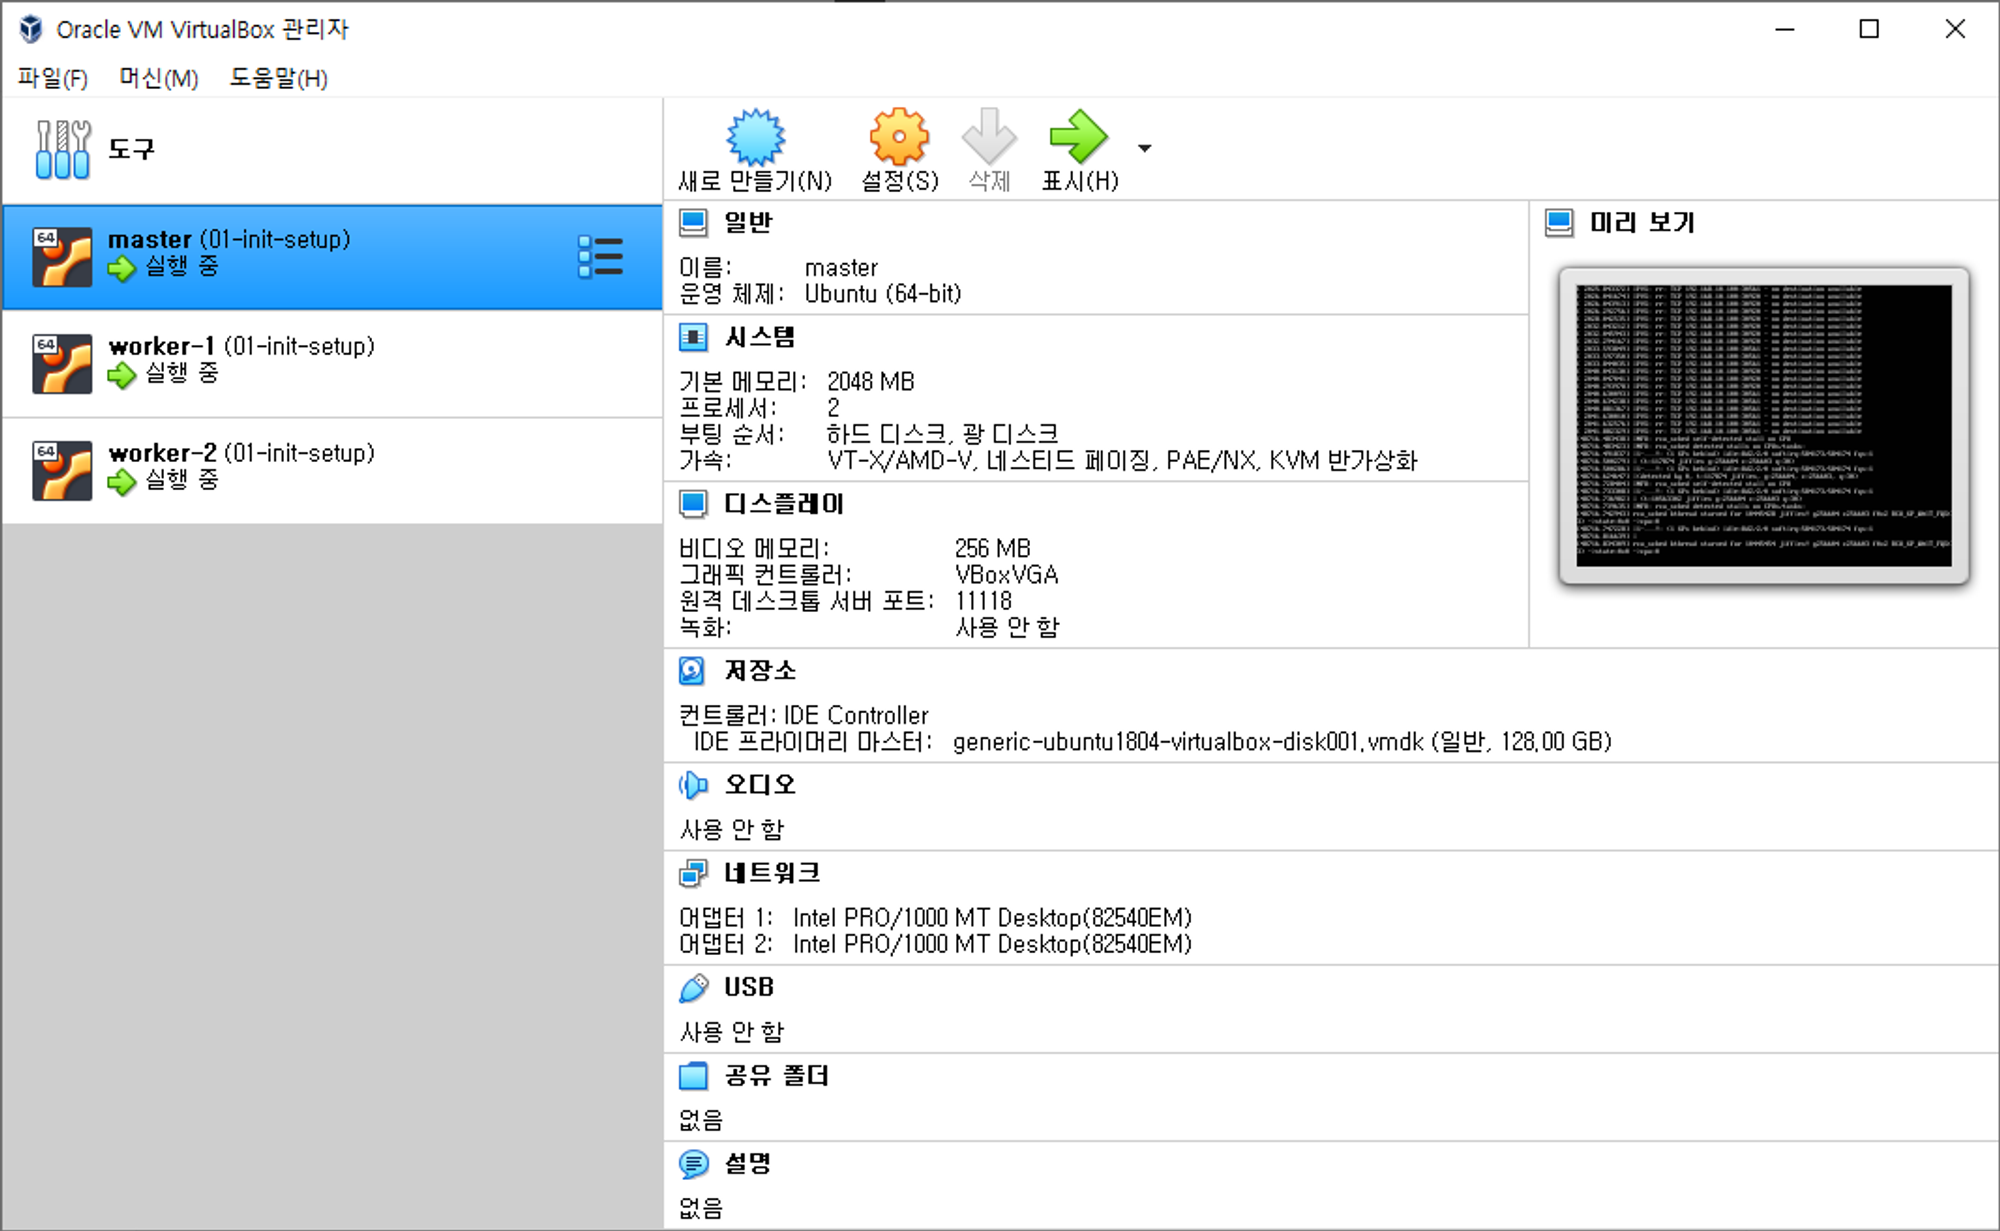 Oracle VM VirtualBox 관리자
파일(F) 머신(M) 도움말(H)
도구
새로 만들기(N) 설정(S) 삭제 표시(H)
64 master (01-init-setup)
실행 중
64 worker-1 (01-init-setup)
실행 중
64 worker-2 (01-init-setup)
실행 중
일반
이름: master
운영 체제: Ubuntu (64-bit)
미리 보기
시스템
기본 메모리: 2048 MB
프로세서: 2
부팅 순서: 하드 디스크, 광 디스크
가속: VT-X/AMD-V, 네스티드 페이징, PAE/NX, KVM 반가상화
디스플레이
비디오 메모리: 256 MB
그래픽 컨트롤러: VBoxVGA
원격 데스크톱 서버 포트: 11118
녹화: 사용 안 함
저장소
컨트롤러: IDE Controller
IDE 프라이머리 마스터: generic-ubuntu1804-virtualbox-disk001.vmdk (일반, 128.00 GB)
오디오
사용 안 함
네트워크
어댑터 1: Intel PRO/1000 MT Desktop(82540EM)
어댑터 2: Intel PRO/1000 MT Desktop(82540EM)
USB
사용 안 함
공유 폴더
없음
설명
없음